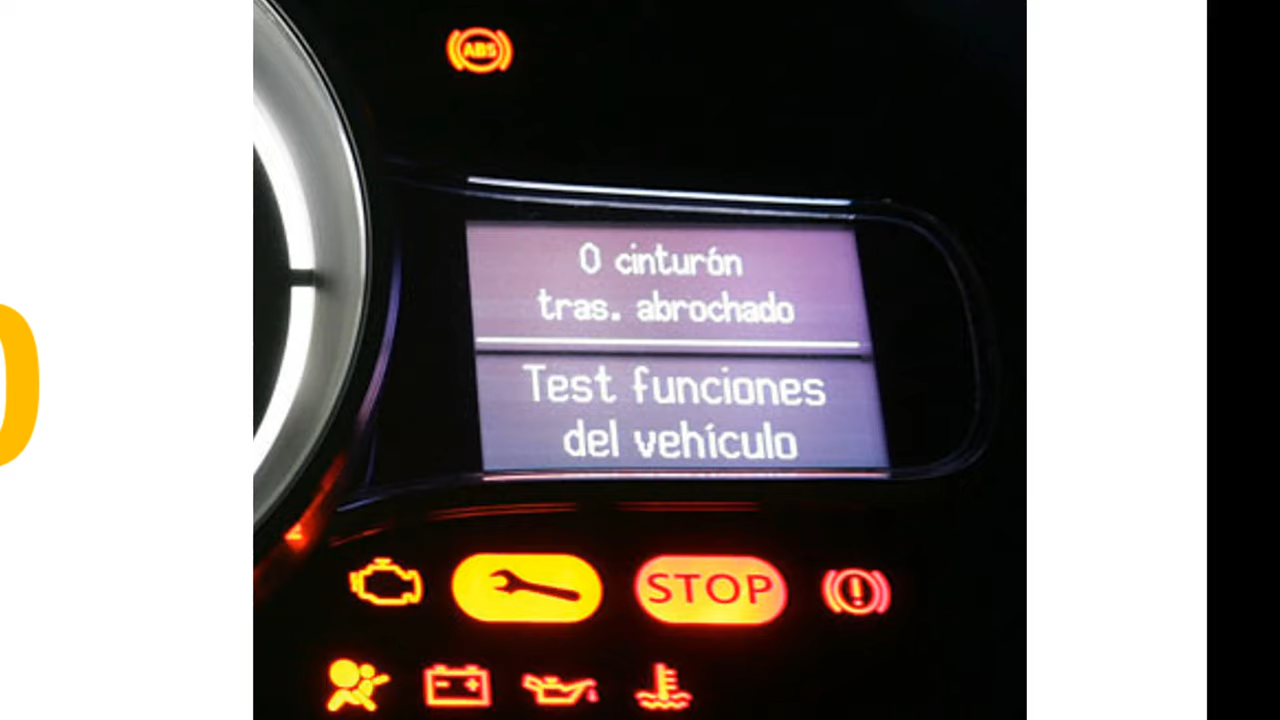 ABS
0 cinturón
tras. abrochado
Test funciones
del vehículo
STOP